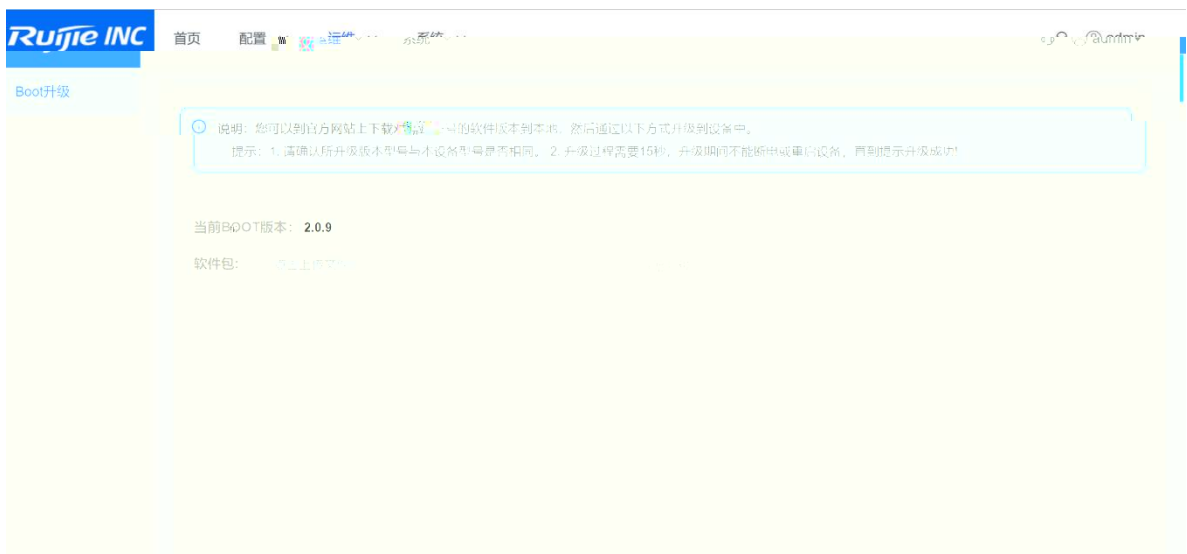 Ruijie INC 首页 配置 运维 系统 admin
Boot升级
说明：您可以到官方网站上下载 的软件版本到本地，然后通过以下方式升级到设备中。
提示：1. 请确认所升级版本型号与本设备型号是否相同。 2. 升级过程需要15秒，升级期间不能断电或重启设备，直到提示升级成功!
当前BOOT版本： 2.0.9
软件包: